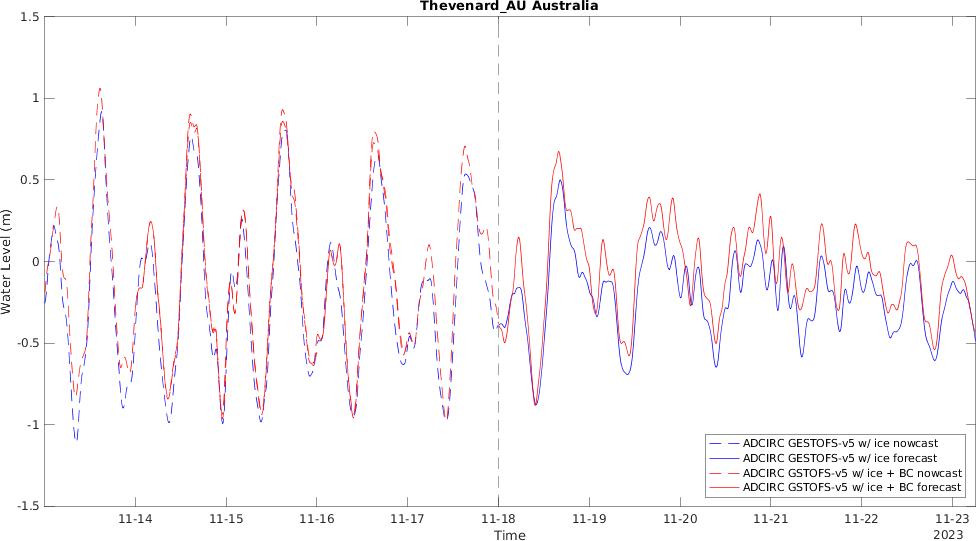 Thevenard_AU Australia
1.5
1
0.5
0
-0.5
-1
-1.5
Water Level (m)
11-14
11-15
11-16
11-17
11-18
11-19
11-20
11-21
11-22
11-23
Time
2023
ADCIRC GESTOFS-v5 w/ ice nowcast
ADCIRC GESTOFS-v5 w/ ice forecast
ADCIRC GSTOFS-v5 w/ ice + BC nowcast
ADCIRC GSTOFS-v5 w/ ice + BC forecast